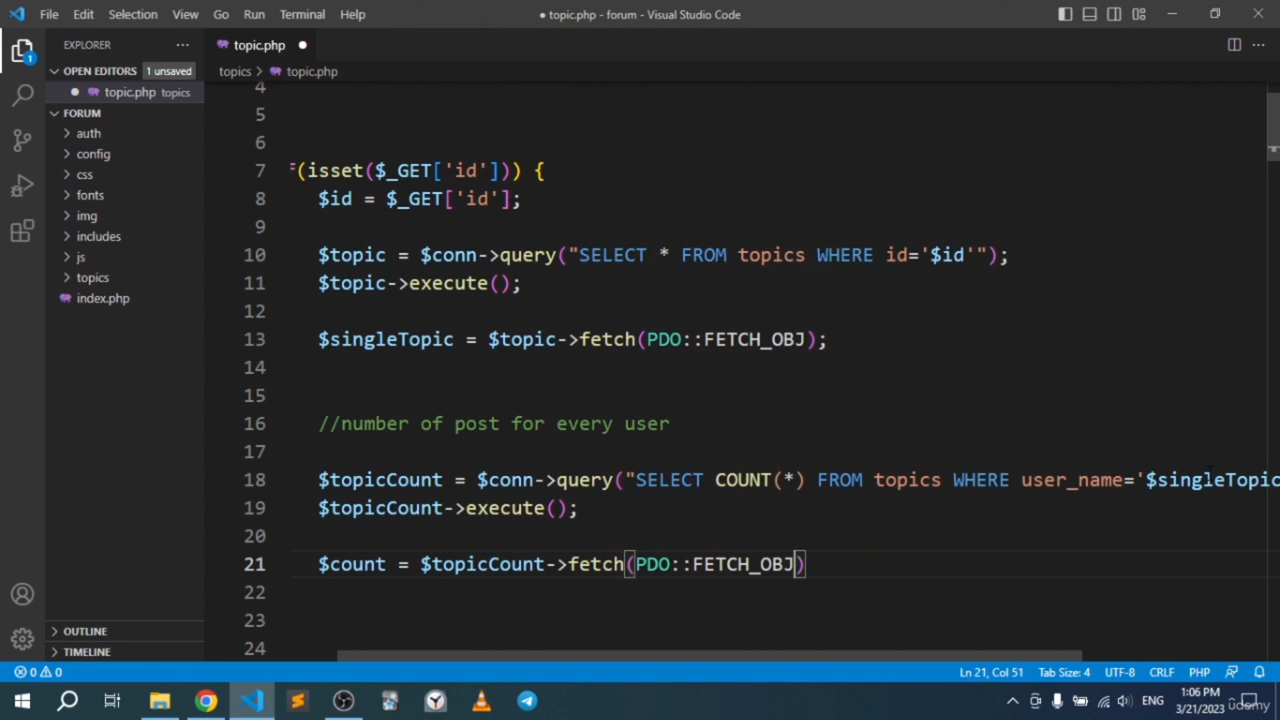 File Edit Selection View Go Run Terminal Help
● topic.php - forum - Visual Studio Code
EXPLORER
topic.php
OPEN EDITORS 1 unsaved
topics > topic.php
topic.php topics
FORUM
auth
config
css
fonts
img
includes
js
topics
index.php
OUTLINE
TIMELINE
4
5
6
7 f(isset($_GET['id'])) {
8 $id = $_GET['id'];
9
10 $topic = $conn->query("SELECT * FROM topics WHERE id='$id'");
11 $topic->execute();
12
13 $singleTopic = $topic->fetch(PDO::FETCH_OBJ);
14
15
16 //number of post for every user
17
18 $topicCount = $conn->query("SELECT COUNT(*) FROM topics WHERE user_name='$singleTopic
19 $topicCount->execute();
20
21 $count = $topicCount->fetch(PDO::FETCH_OBJ)
22
23
24
0 0 Ln 21, Col 51 Tab Size: 4 UTF-8 CRLF PHP
ENG 1:06 PM
3/21/2023
udemy